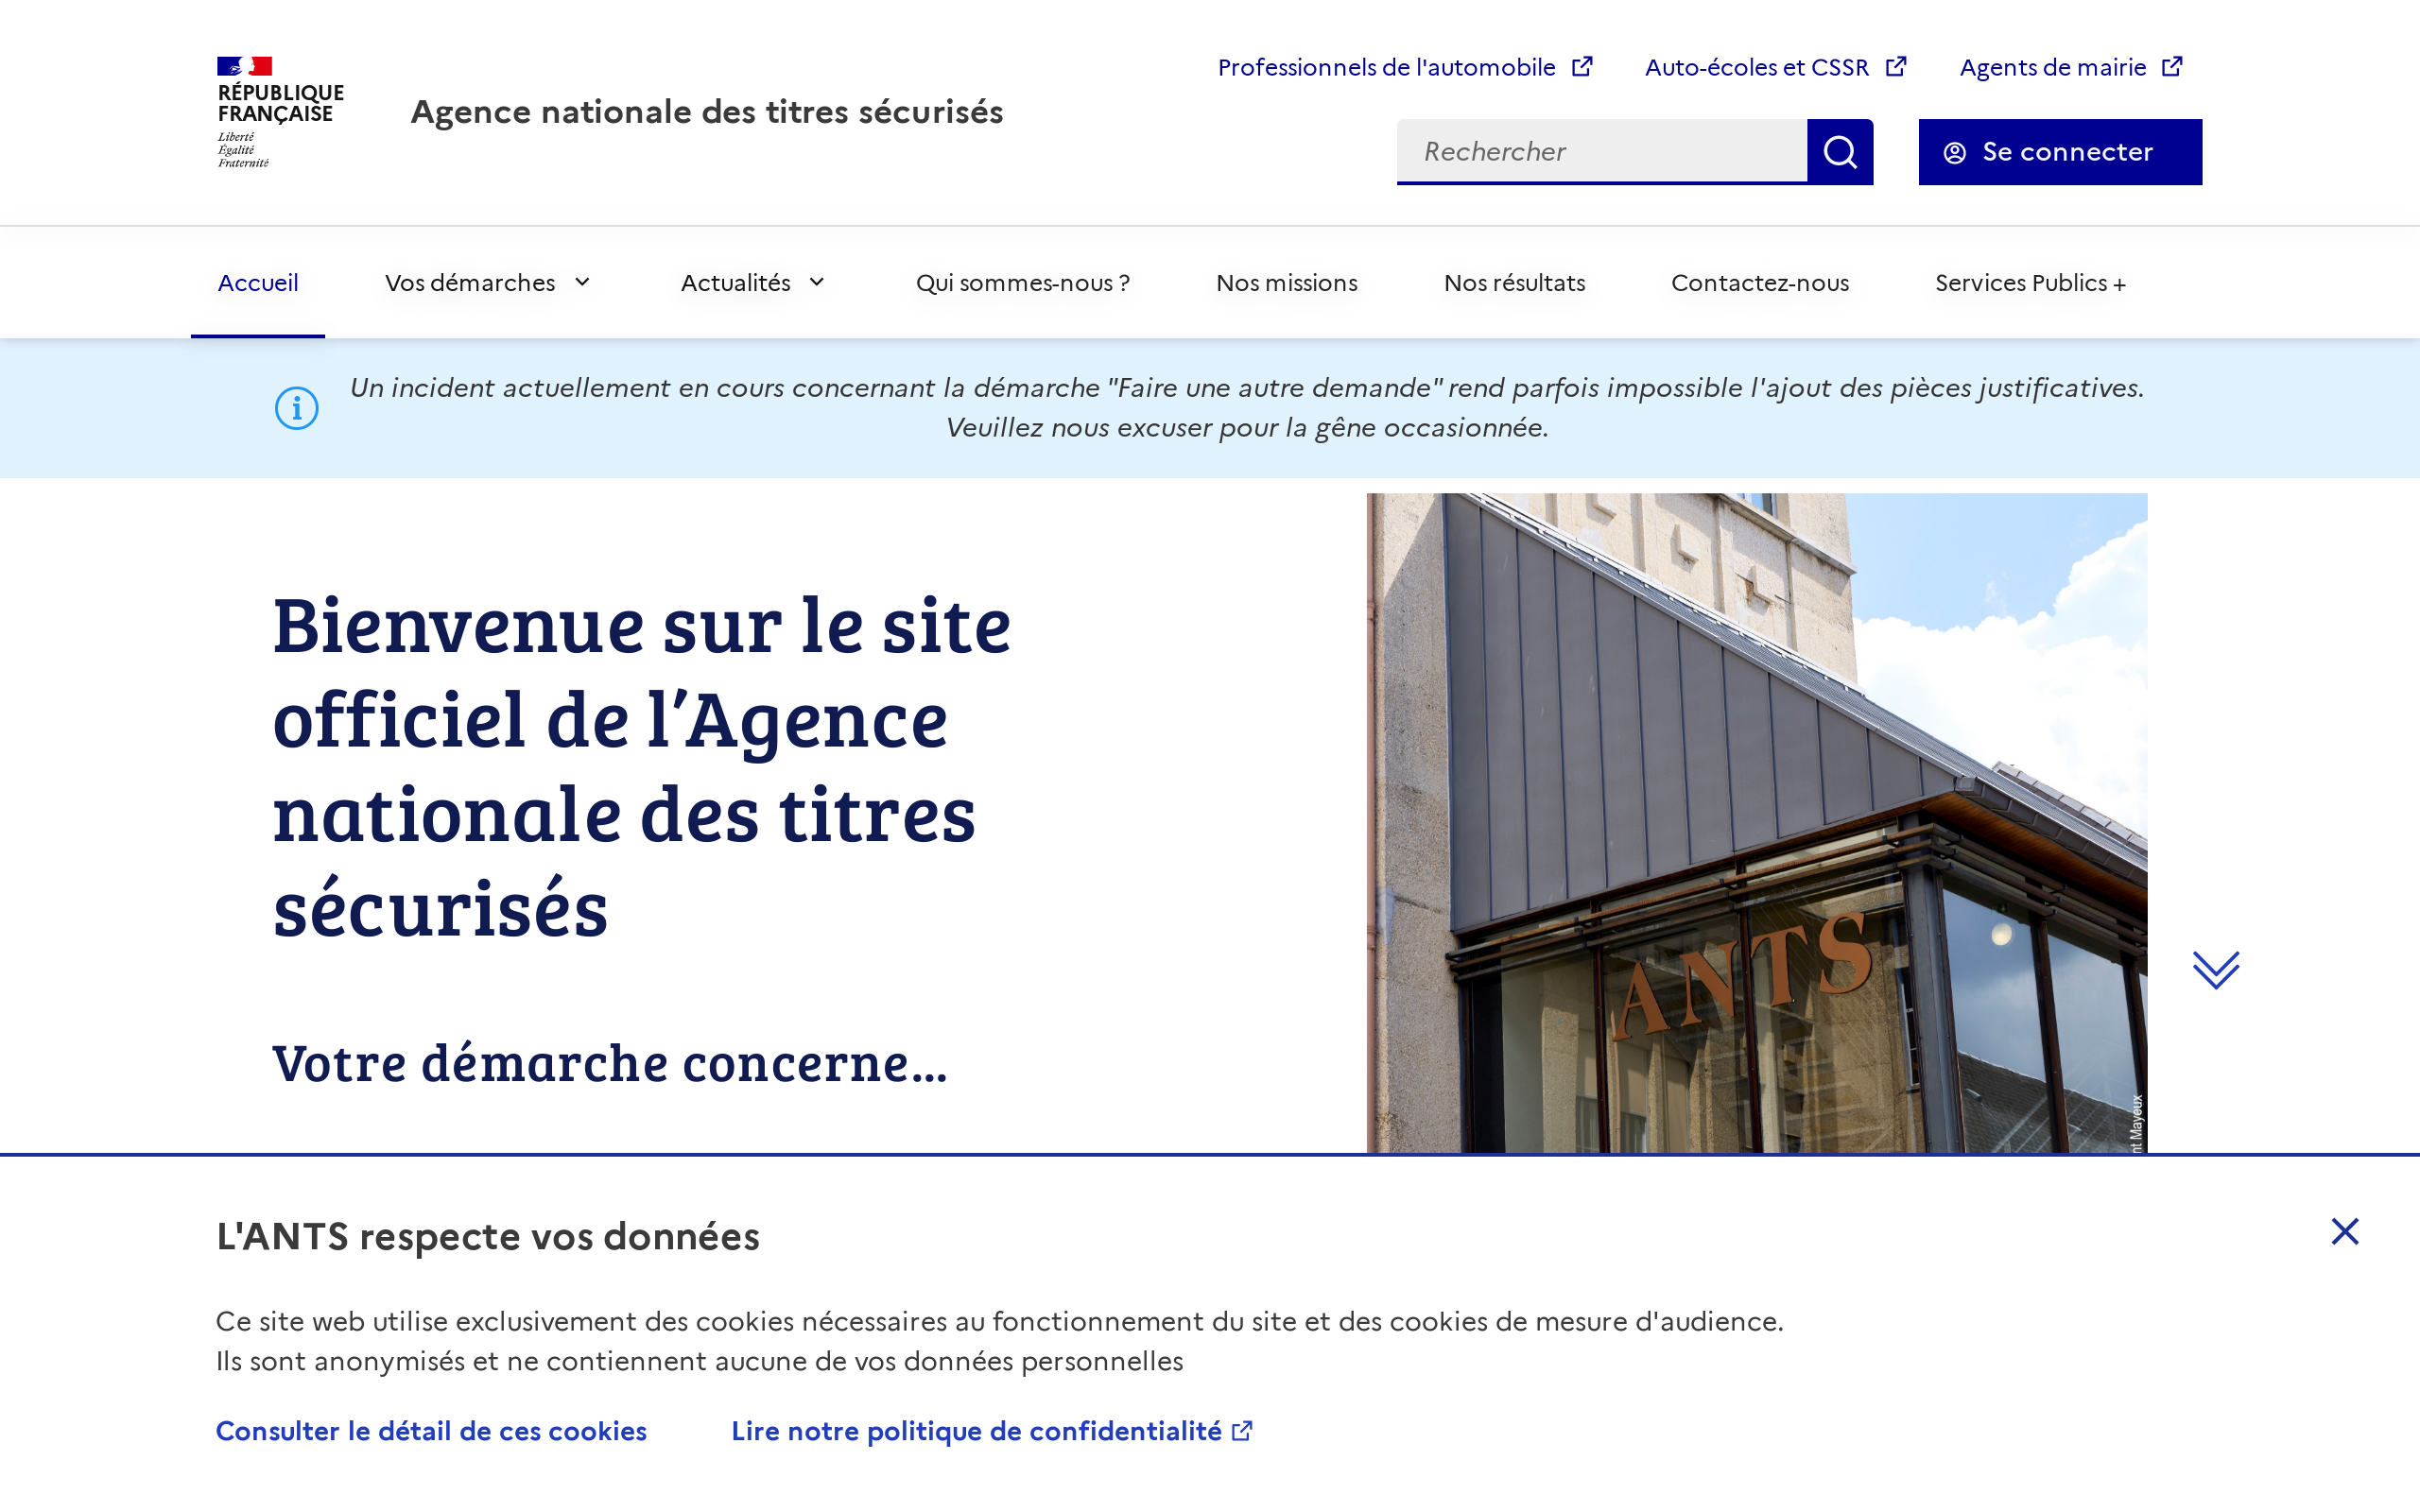 RÉPUBLIQUE
FRANÇAISE
Liberté
Égalité
Fraternité
Agence nationale des titres sécurisés
Professionnels de l'automobile
Auto-écoles et CSSR
Agents de mairie
Rechercher
Se connecter
Accueil
Vos démarches
Actualités
Qui sommes-nous ?
Nos missions
Nos résultats
Contactez-nous
Services Publics +
Un incident actuellement en cours concernant la démarche "Faire une autre demande" rend parfois impossible l'ajout des pièces justificatives.
Veuillez nous excuser pour la gêne occasionnée.
Bienvenue sur le site
officiel de l’Agence
nationale des titres
sécurisés
Votre démarche concerne...
ANTS
Mayeux
L'ANTS respecte vos données
Ce site web utilise exclusivement des cookies nécessaires au fonctionnement du site et des cookies de mesure d'audience.
Ils sont anonymisés et ne contiennent aucune de vos données personnelles
Consulter le détail de ces cookies
Lire notre politique de confidentialité